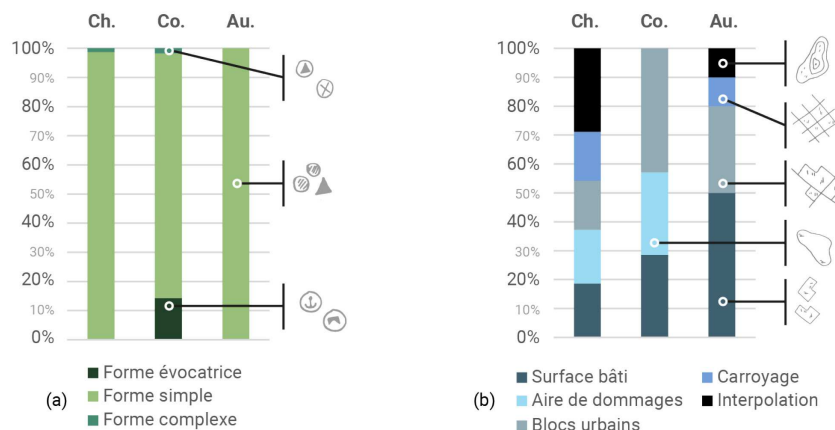 Ch. Co. Au.
100%
90%
80%
70%
60%
50%
40%
30%
20%
10%
0%
Forme évocatrice
Forme simple
Forme complexe
(a)
Ch. Co. Au.
100%
90%
80%
70%
60%
50%
40%
30%
20%
10%
0%
Surface bâti
Carroyage
Aire de dommages
Interpolation
Blocs urbains
(b)